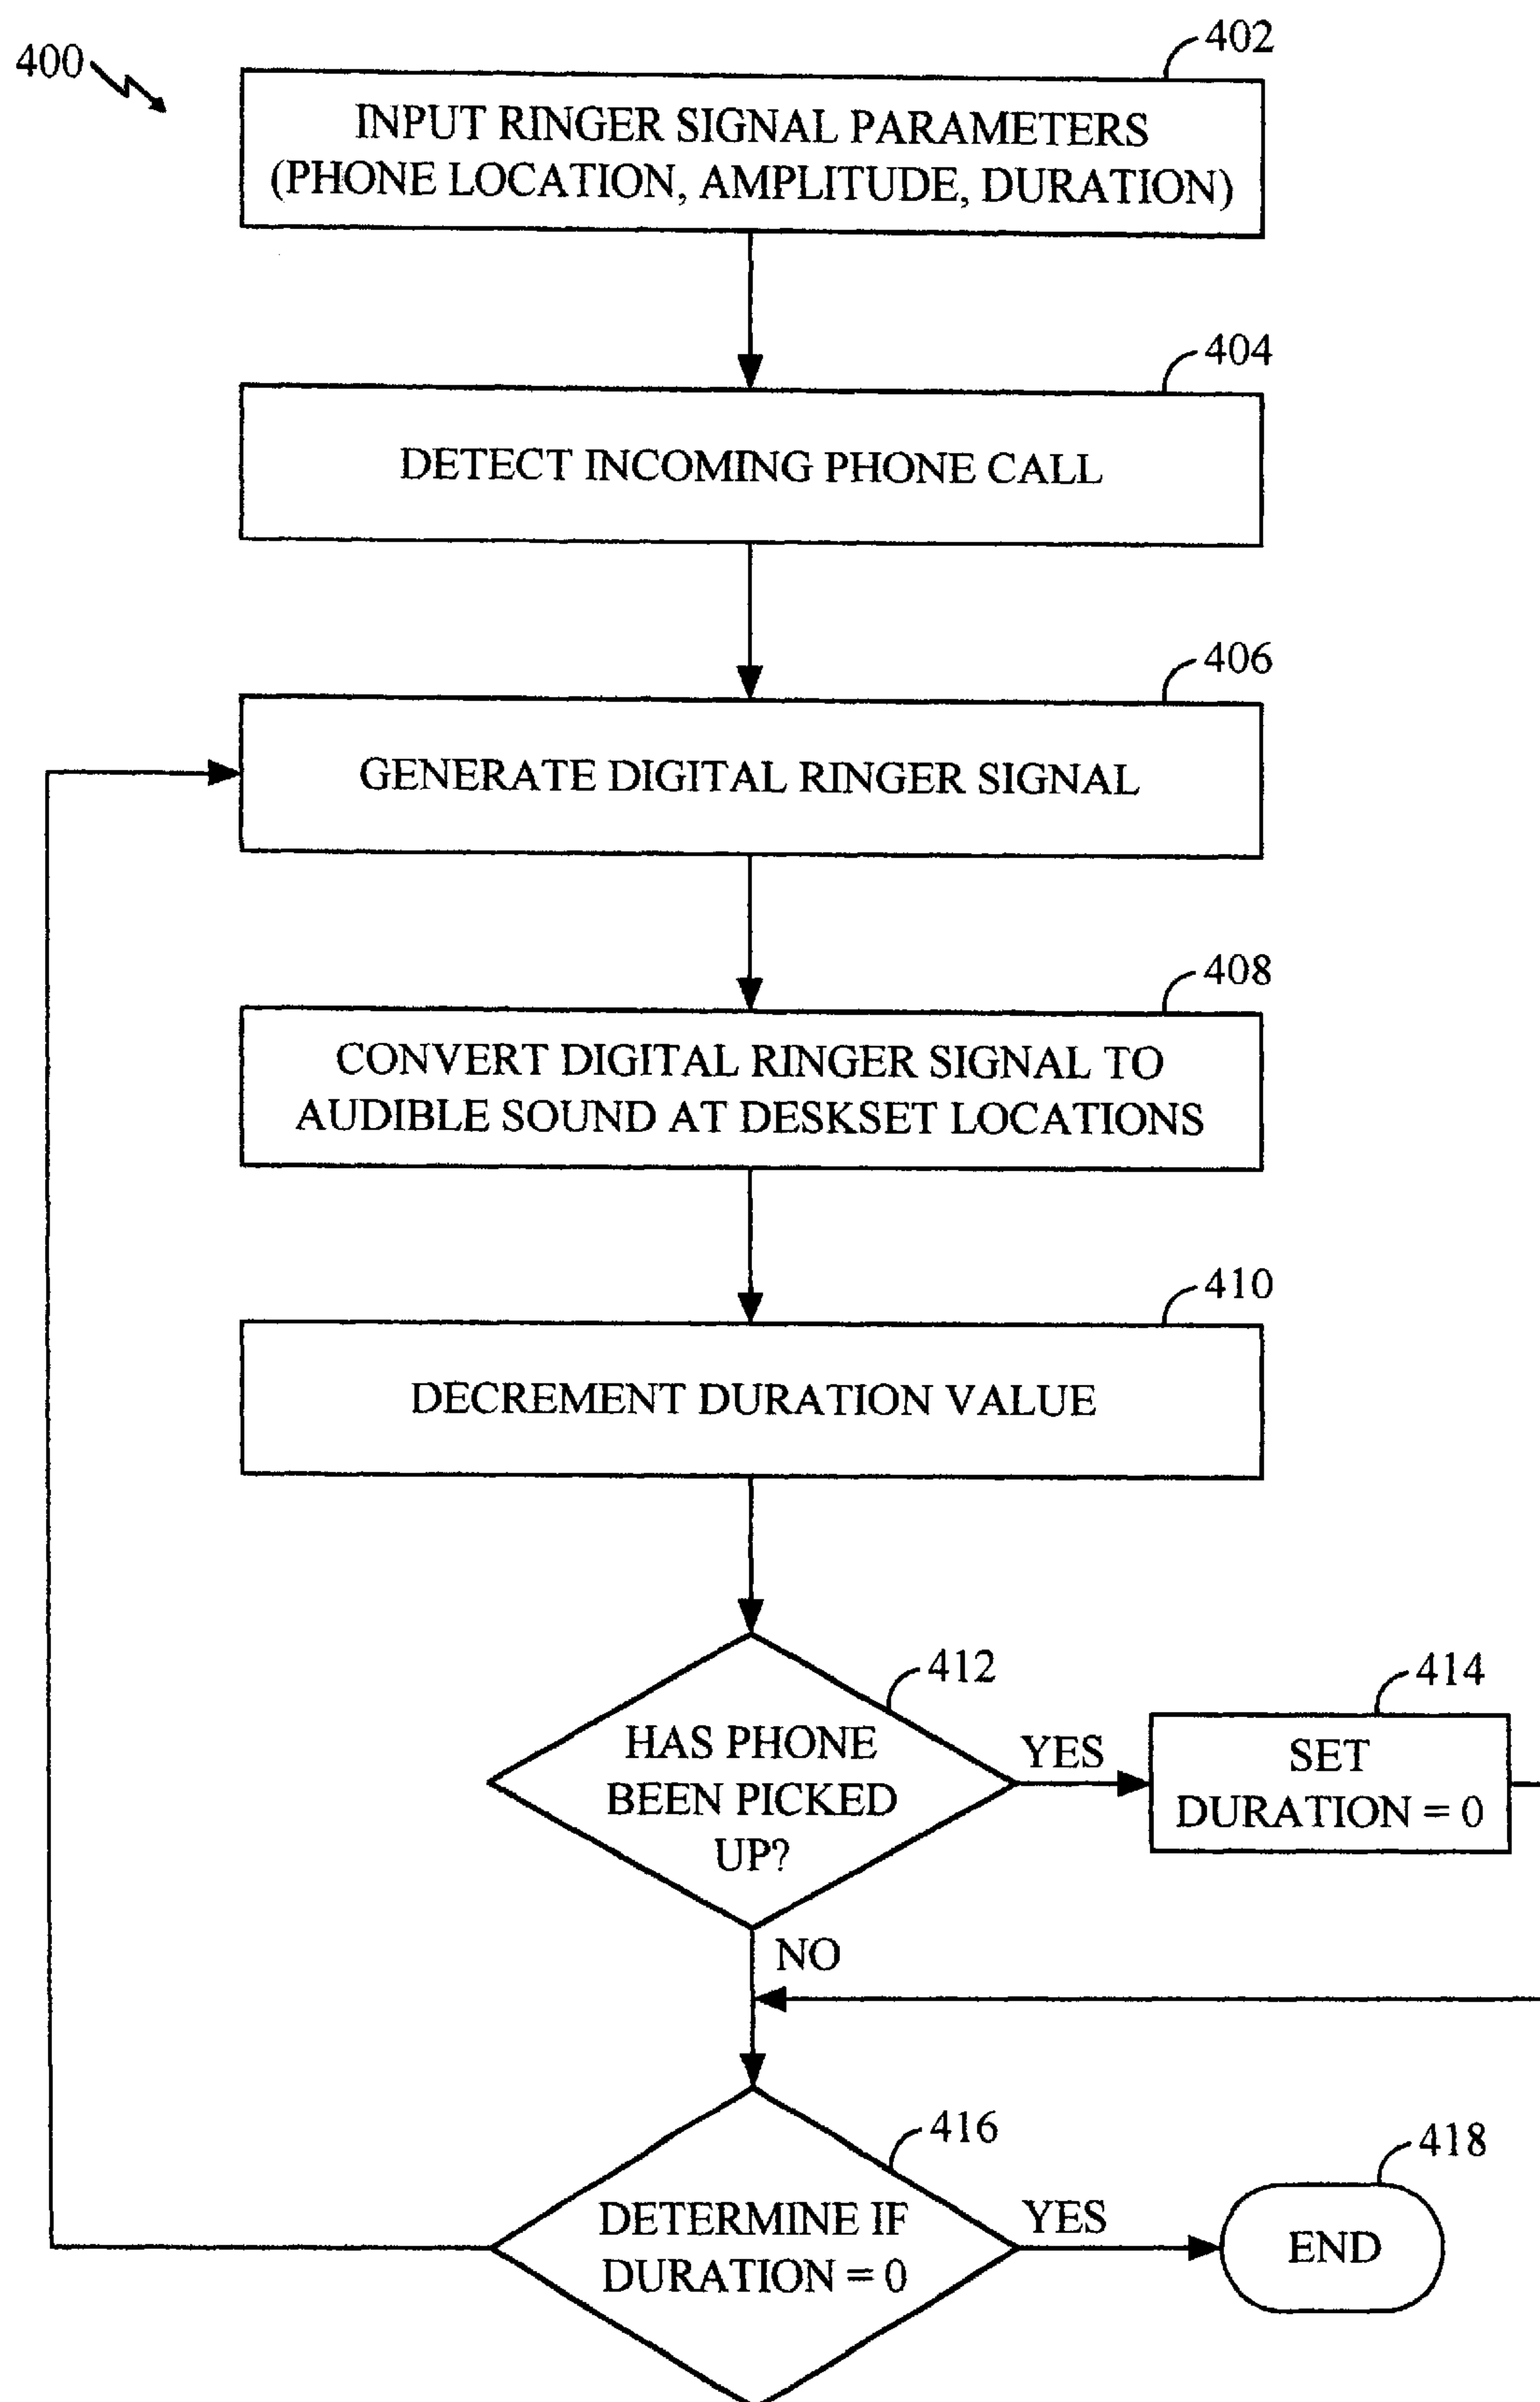 400
402
INPUT RINGER SIGNAL PARAMETERS
(PHONE LOCATION, AMPLITUDE, DURATION)
404
DETECT INCOMING PHONE CALL
406
GENERATE DIGITAL RINGER SIGNAL
408
CONVERT DIGITAL RINGER SIGNAL TO
AUDIBLE SOUND AT DESKSET LOCATIONS
410
DECREMENT DURATION VALUE
412
HAS PHONE
BEEN PICKED
UP?
YES
414
SET
DURATION = 0
NO
416
DETERMINE IF
DURATION = 0
YES
418
END